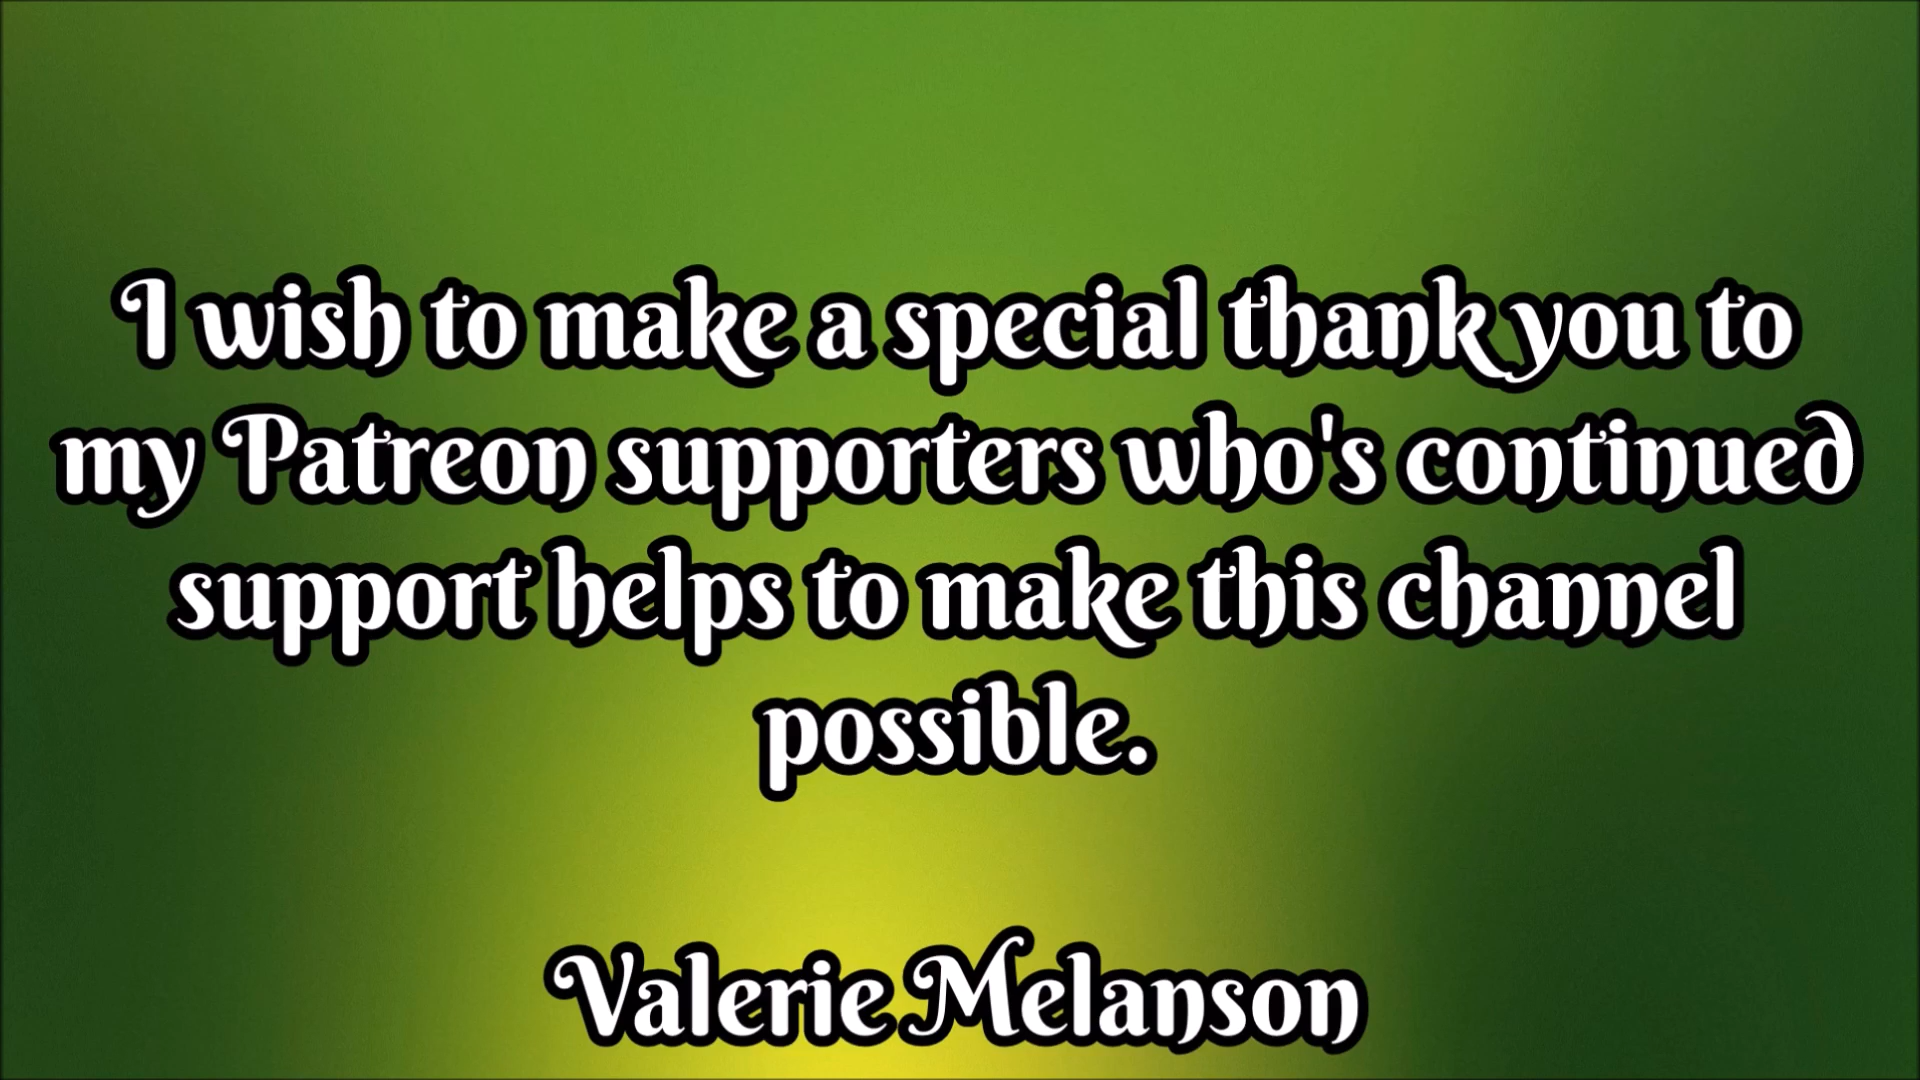 I wish to make a special thank you to
my Patreon supporters who's continued
support helps to make this channel
possible.
Valerie Melanson